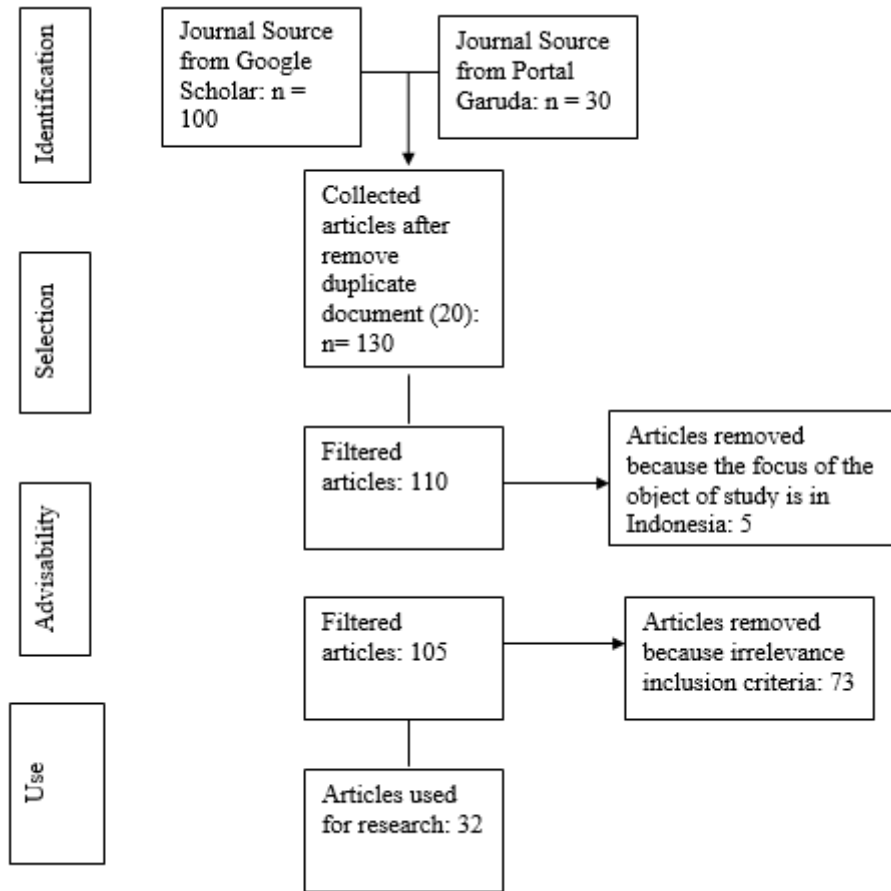 Identification
Journal Source
from Google
Scholar: n =
100
Journal Source
from Portal
Garuda: n = 30
Collected
articles after
remove
duplicate
document (20):
n= 130
Selection
Filtered
articles: 110
Articles removed
because the focus of the
object of study is in
Indonesia: 5
Advisability
Filtered
articles: 105
Articles removed
because irrelevance
inclusion criteria: 73
Use
Articles used
for research: 32